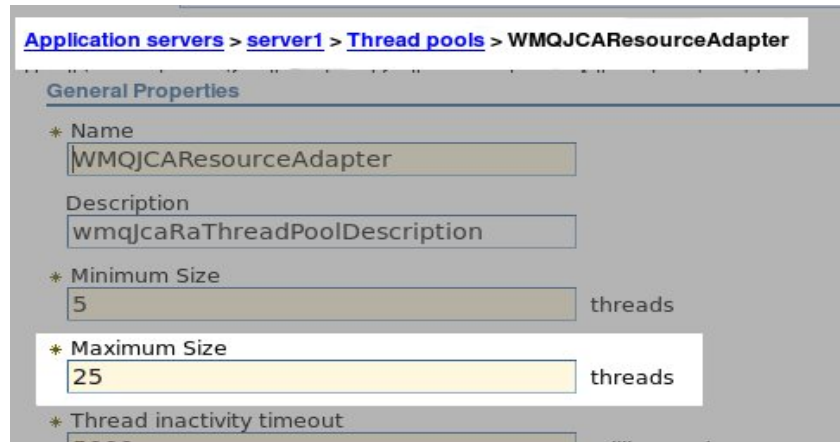 Application servers > server1 > Thread pools > WMQJCAResourceAdapter
General Properties
* Name
WMQJCAResourceAdapter
Description
wmqJcaRaThreadPoolDescription
* Minimum Size
5 threads
* Maximum Size
25 threads
* Thread inactivity timeout